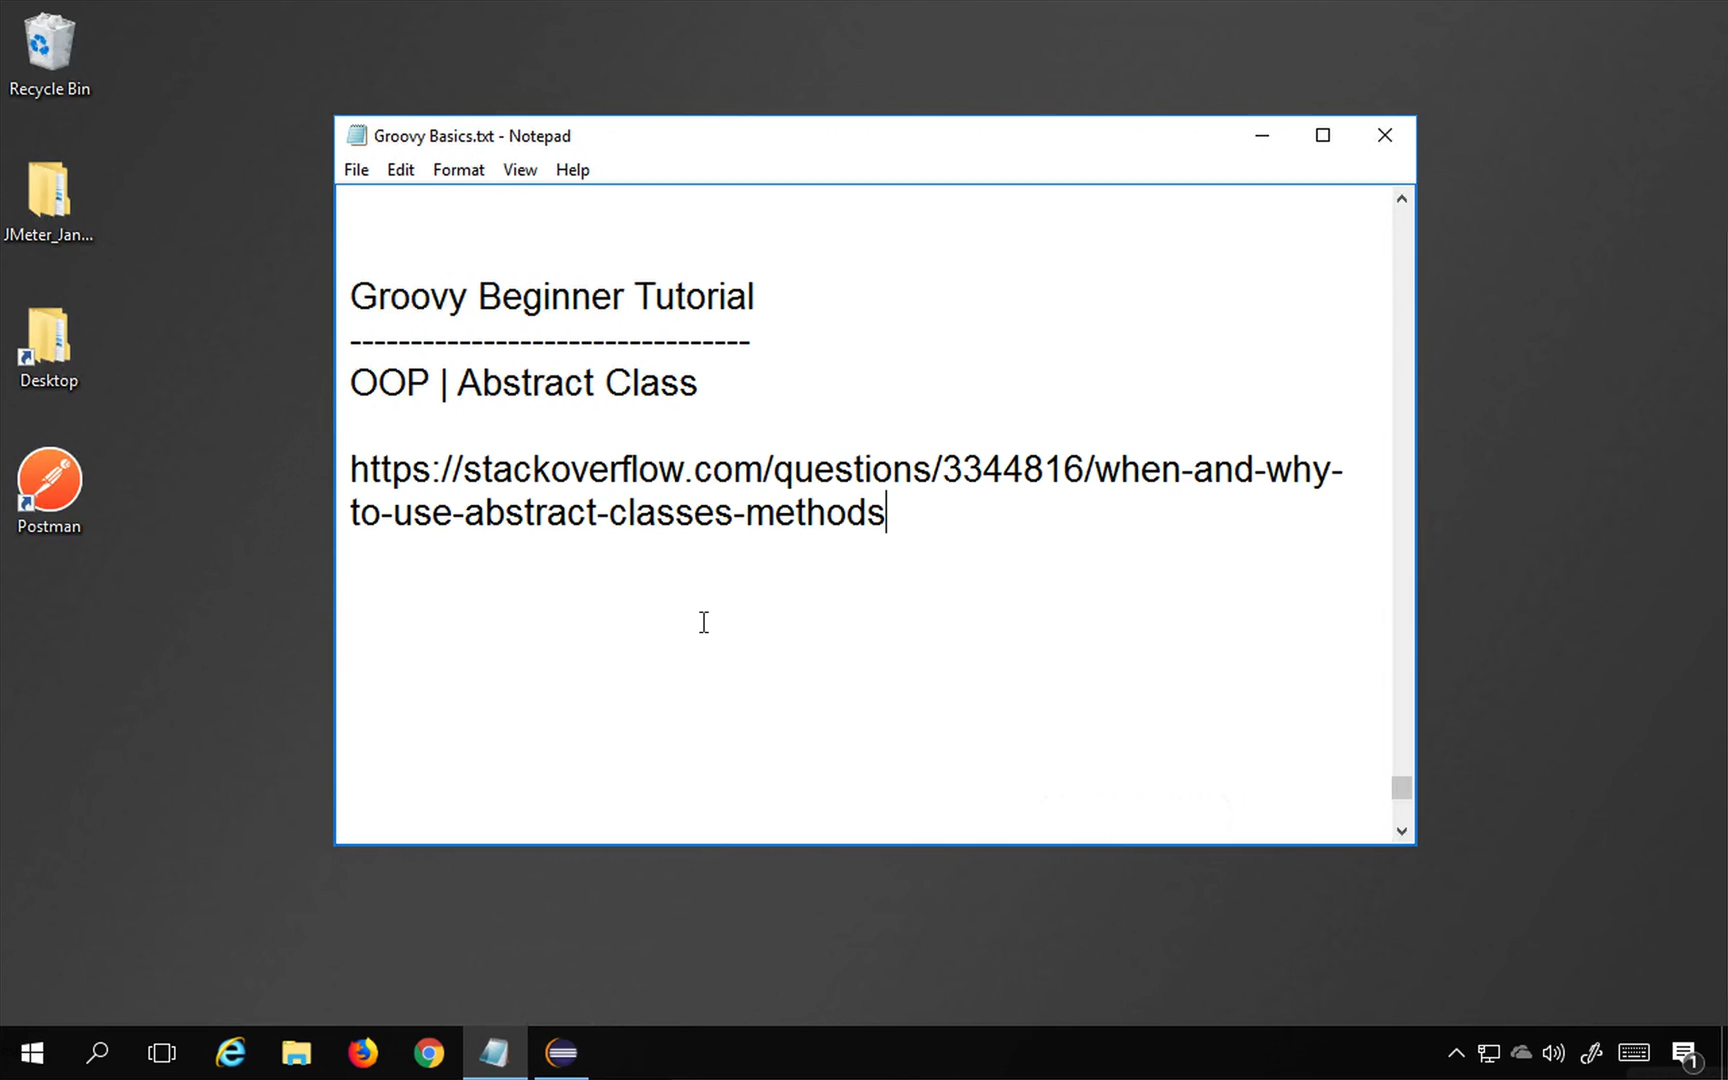 Recycle Bin
JMeter_Jan...
Desktop
Postman
Groovy Basics.txt - Notepad
File Edit Format View Help
Groovy Beginner Tutorial
---------------------------------
OOP | Abstract Class
https://stackoverflow.com/questions/3344816/when-and-why-
to-use-abstract-classes-methods
1